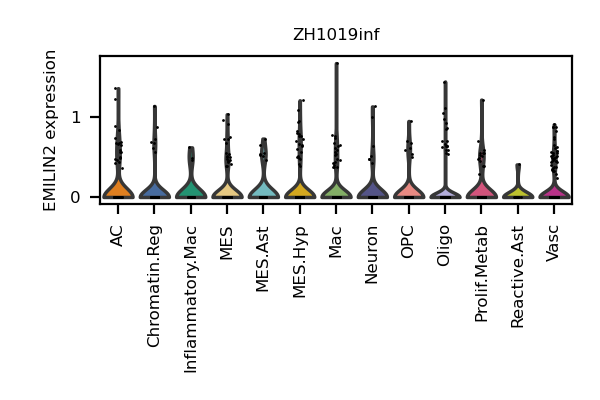 ZH1019inf
EMILIN2 expression
1
0
AC
Chromatin.Reg
Inflammatory.Mac
MES
MES.Ast
MES.Hyp
Mac
Neuron
OPC
Oligo
Prolif.Metab
Reactive.Ast
Vasc